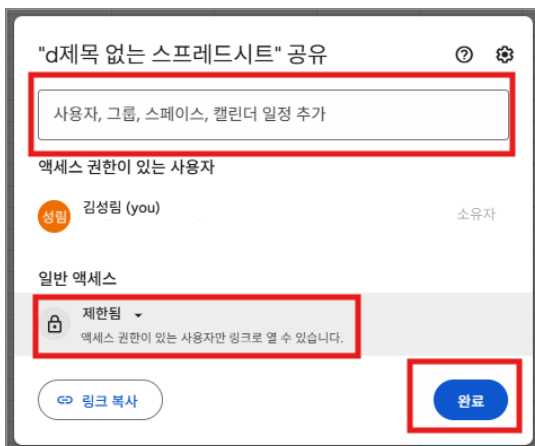 "d제목 없는 스프레드시트" 공유
사용자, 그룹, 스페이스, 캘린더 일정 추가
액세스 권한이 있는 사용자
성림
김성림 (you)
소유자
일반 액세스
제한됨
액세스 권한이 있는 사용자만 링크로 열 수 있습니다.
링크 복사
완료